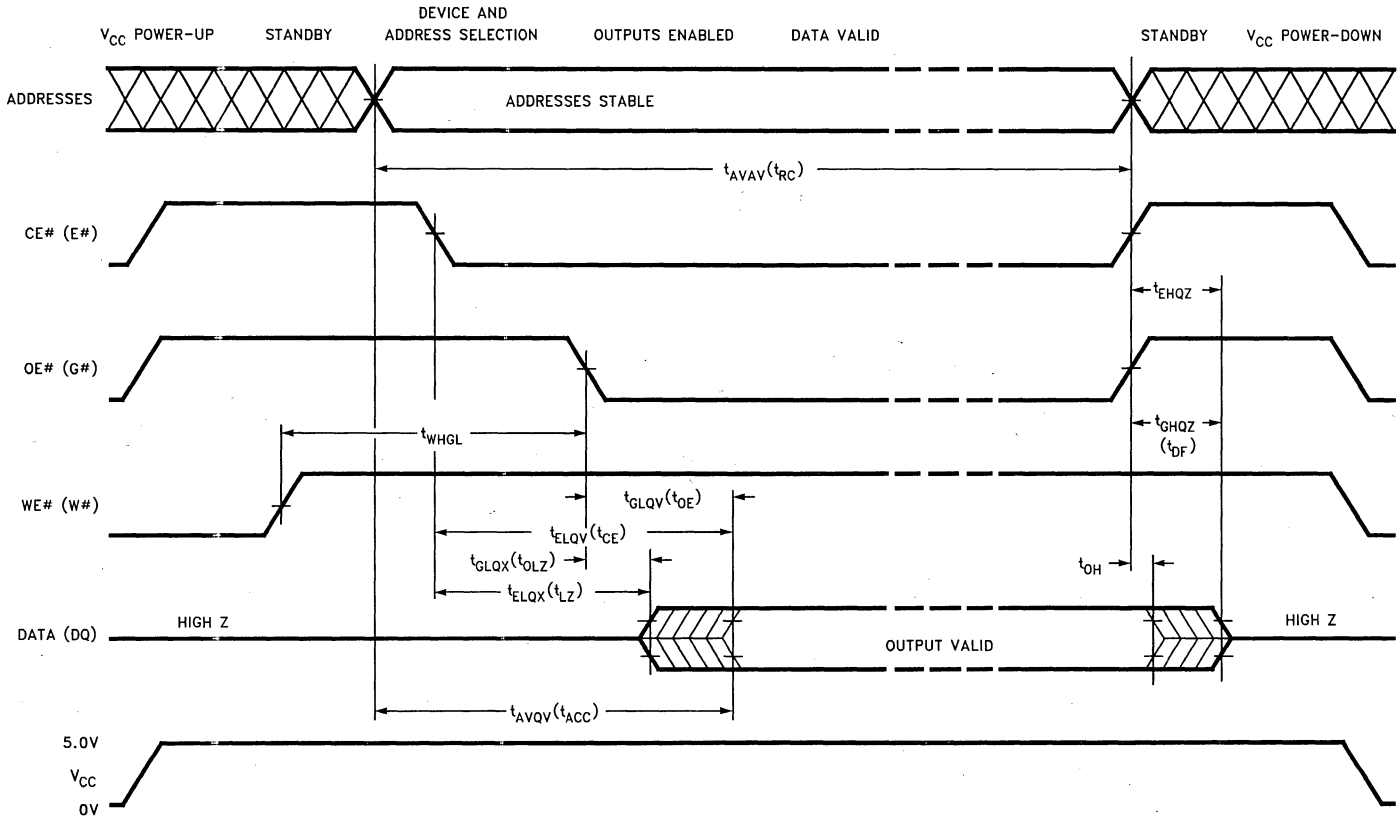 DEVICE AND
V_CC POWER-UP STANDBY ADDRESS SELECTION OUTPUTS ENABLED DATA VALID STANDBY V_CC POWER-DOWN
ADDRESSES
ADDRESSES STABLE
t_AVAV(t_RC)
CE# (E#)
t_EHQZ
OE# (G#)
t_WHGL
t_GHQZ
(t_DF)
WE# (W#)
t_GLQV(t_OE)
t_ELQV(t_CE)
t_GLQX(t_OLZ)
t_OH
t_ELQX(t_LZ)
HIGH Z
HIGH Z
DATA (DQ)
OUTPUT VALID
t_AVQV(t_ACC)
5.0V
V_CC
0V